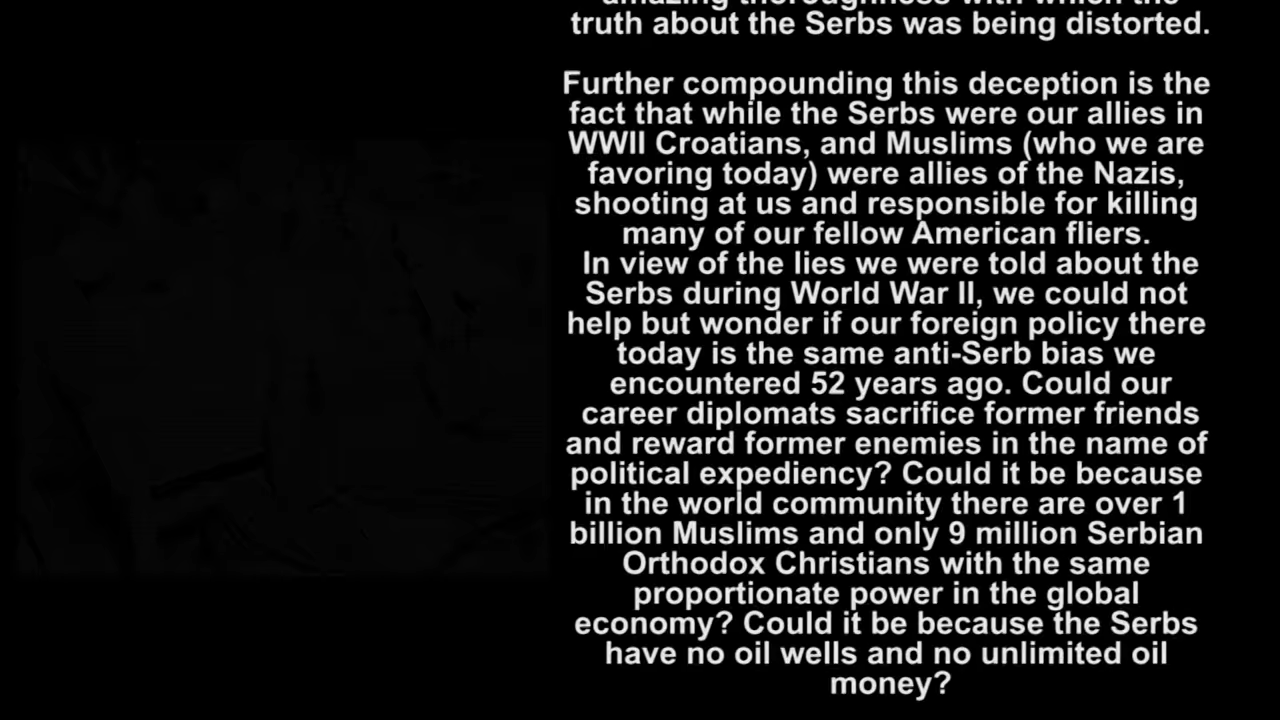 amazing thoroughness with which the
truth about the Serbs was being distorted.
Further compounding this deception is the
fact that while the Serbs were our allies in
WWII Croatians, and Muslims (who we are
favoring today) were allies of the Nazis,
shooting at us and responsible for killing
many of our fellow American fliers.
In view of the lies we were told about the
Serbs during World War II, we could not
help but wonder if our foreign policy there
today is the same anti-Serb bias we
encountered 52 years ago. Could our
career diplomats sacrifice former friends
and reward former enemies in the name of
political expediency? Could it be because
in the world community there are over 1
billion Muslims and only 9 million Serbian
Orthodox Christians with the same
proportionate power in the global
economy? Could it be because the Serbs
have no oil wells and no unlimited oil
money?